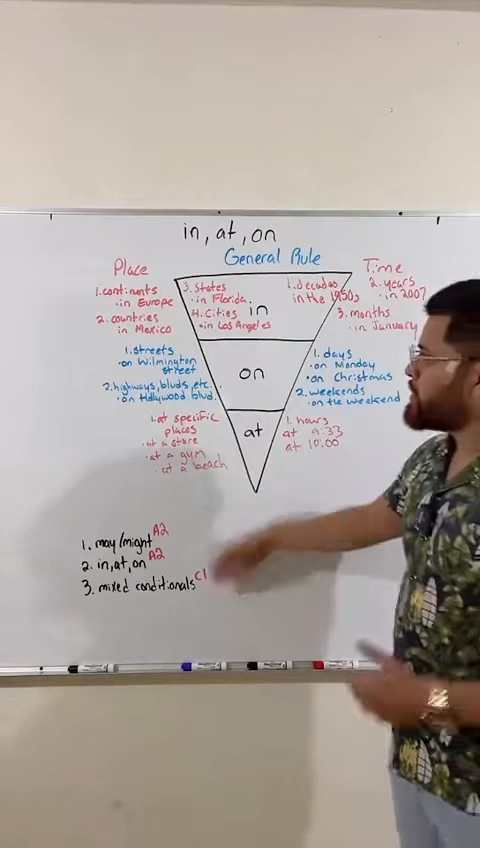 in, at, on
General Rule
Place
1. continents
· in Europe
2. countries
in Mexico
3. States
· in Florida
4. Cities
· in Los Angeles
in
Time
1. decades
in the 1950s
2. years
· in 2007
3. months
· in January
1. streets
· on Wilmington
street
2. highways, blvds, etc.
· on Hollywood blvd.
on
1. days
· on Monday
· on Christmas
2. weekends
· on the weekend
1. at specific
places
· at a store
· at a gym
· at a beach
at
1. hours
at 9:33
at 10:00
1. may/might A2
2. in, at, on A2
3. mixed conditionals C1